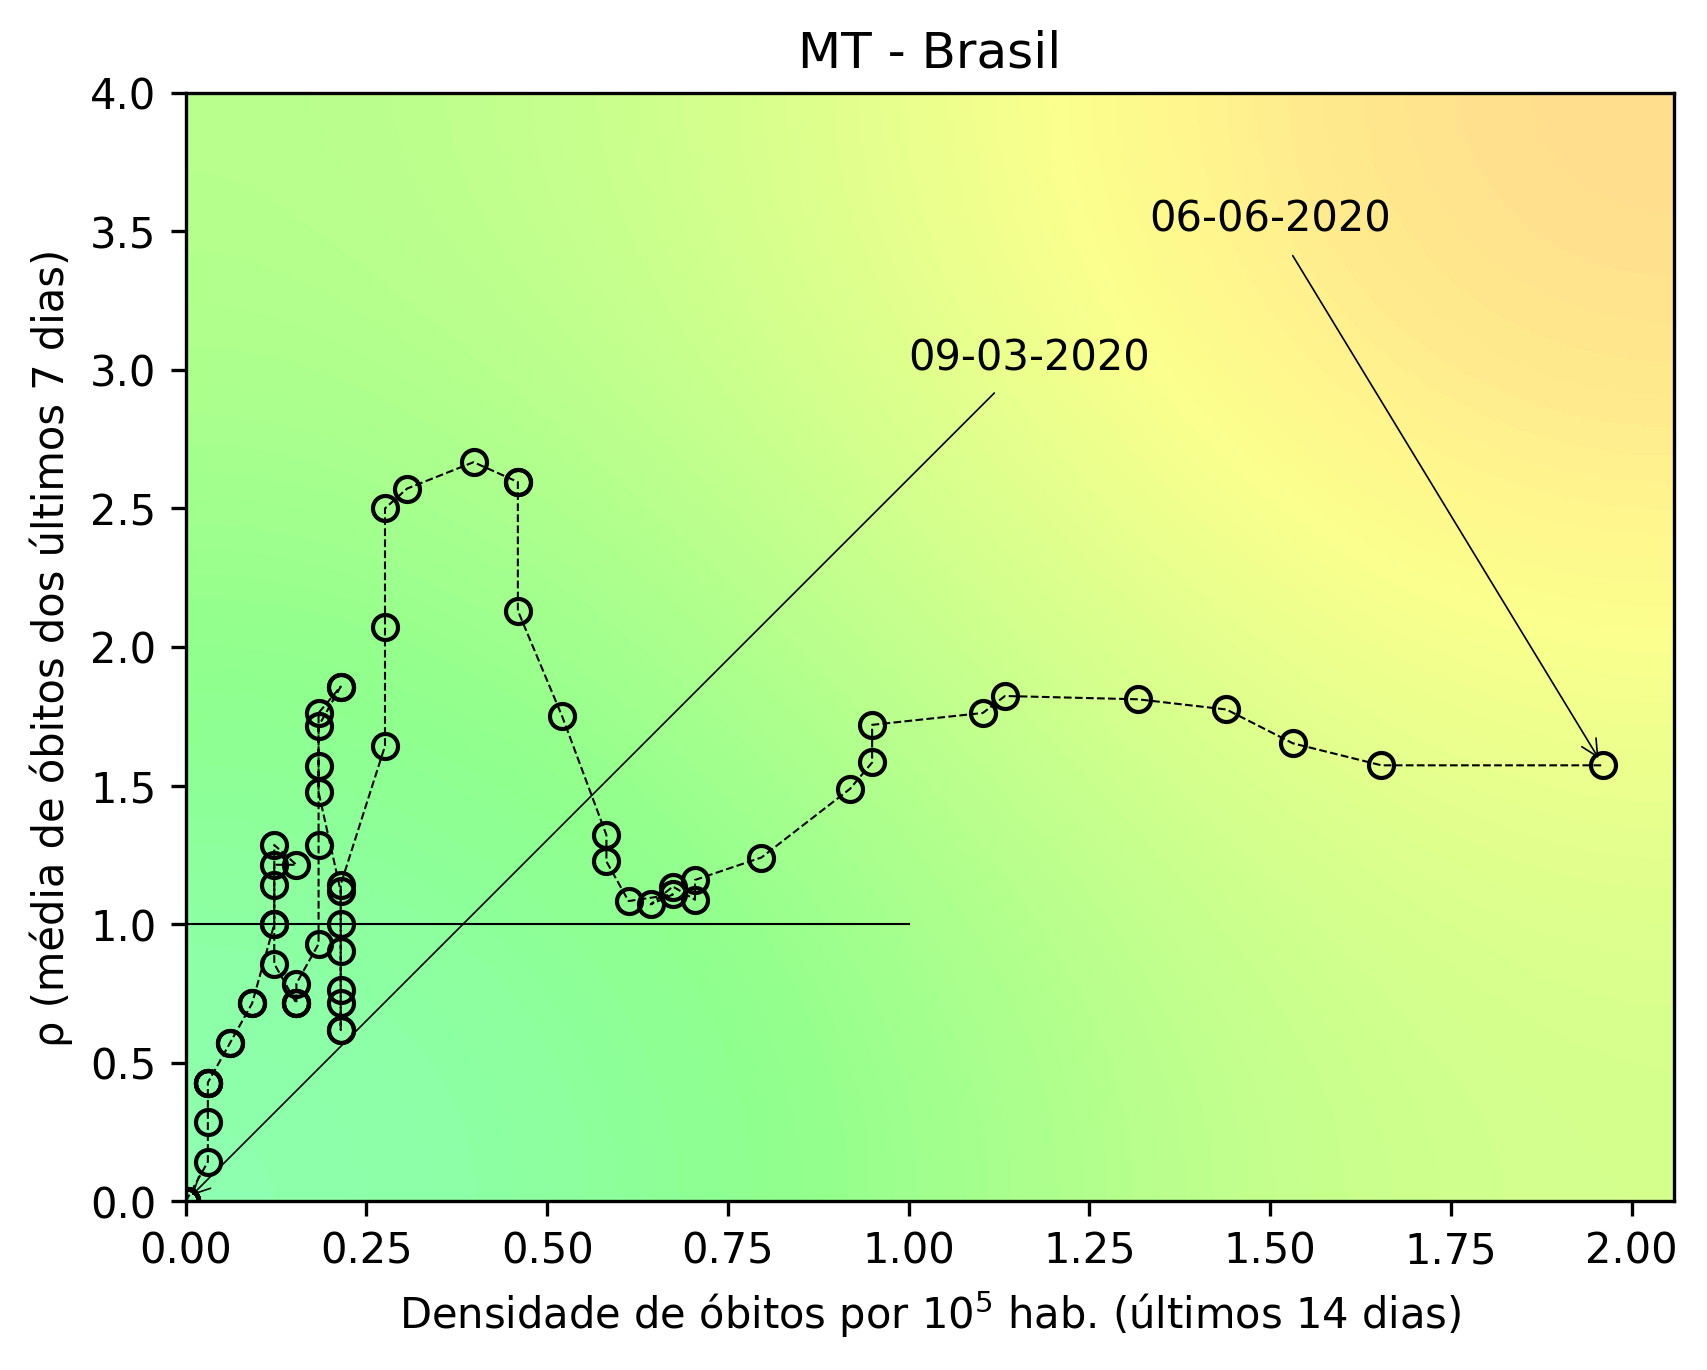 MT - Brasil
4.0
3.5
3.0
2.5
2.0
1.5
1.0
0.5
0.0
ρ (média de óbitos dos últimos 7 dias)
06-06-2020
09-03-2020
0.00 0.25 0.50 0.75 1.00 1.25 1.50 1.75 2.00
Densidade de óbitos por 10⁵ hab. (últimos 14 dias)